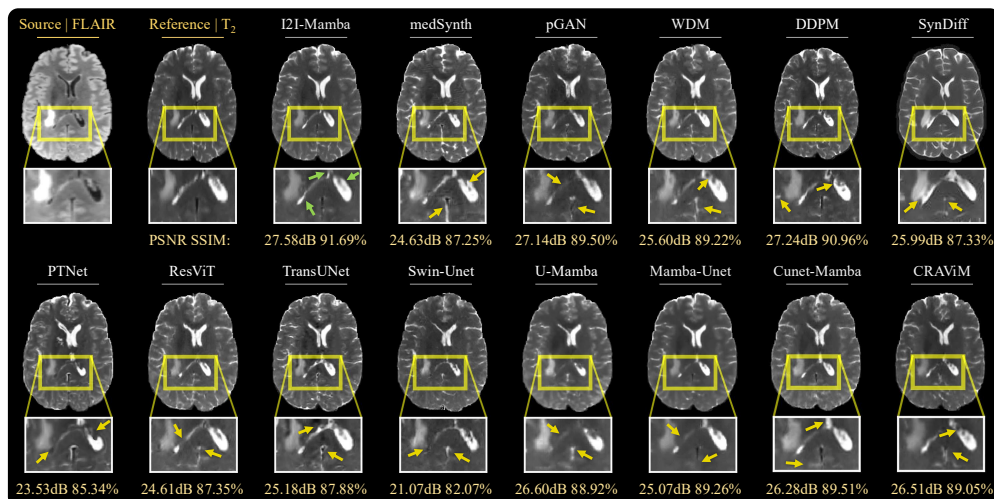 Source | FLAIR Reference | T₂ I2I-Mamba medSynth pGAN WDM DDPM SynDiff
PSNR SSIM: 27.58dB 91.69% 24.63dB 87.25% 27.14dB 89.50% 25.60dB 89.22% 27.24dB 90.96% 25.99dB 87.33%
PTNet ResViT TransUNet Swin-Unet U-Mamba Mamba-Unet Cunet-Mamba CRAViM
23.53dB 85.34% 24.61dB 87.35% 25.18dB 87.88% 21.07dB 82.07% 26.60dB 88.92% 25.07dB 89.26% 26.28dB 89.51% 26.51dB 89.05%